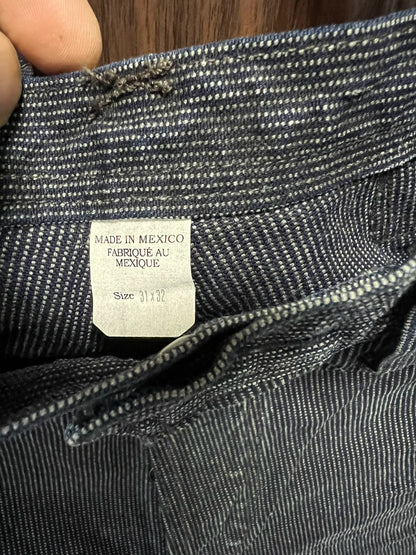 MADE IN MEXICO
FABRIQUÉ AU
MEXIQUE
Size 31 x 32